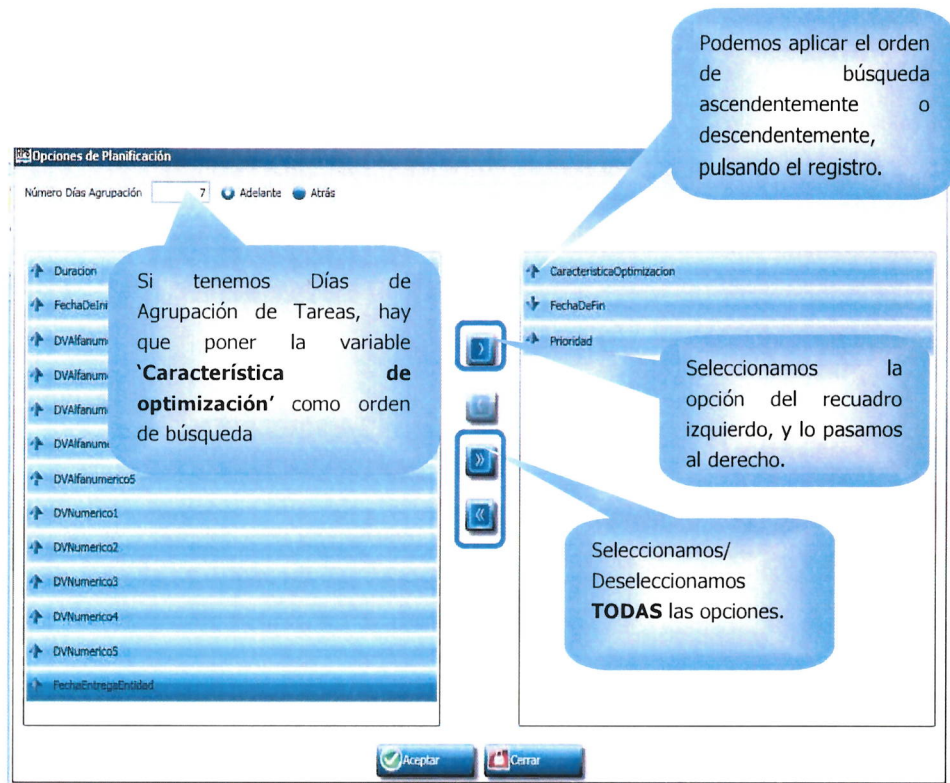 Podemos aplicar el orden
de búsqueda
ascendentemente o
descendentemente,
pulsando el registro.
Opciones de Planificación
Número Días Agrupación 7 Adelante Atrás
Duracion
FechaDeIni
DVAlfanume
DVAlfanum
DVAlfanum
DVAlfanume
DVAlfanumerico5
DVNumerico1
DVNumerico2
DVNumerico3
DVNumerico4
DVNumerico5
FechaEntregaEntidad
Si tenemos Días de
Agrupación de Tareas, hay
que poner la variable
‘Característica de
optimización’ como orden
de búsqueda
CaracteristicaOptimizacion
FechaDeFin
Prioridad
Seleccionamos la
opción del recuadro
izquierdo, y lo pasamos
al derecho.
Seleccionamos/
Deseleccionamos
TODAS las opciones.
Aceptar Cerrar